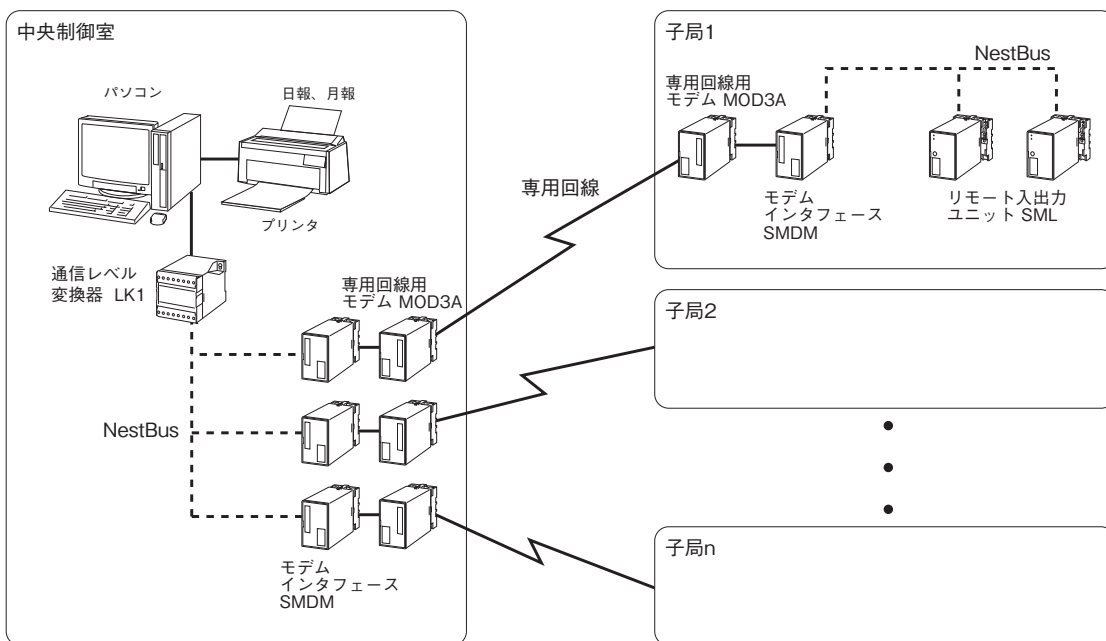 中央制御室
パソコン
日報、月報
プリンタ
通信レベル
変換器 LK1
専用回線用
モデム MOD3A
NestBus
モデム
インタフェース
SMDM
専用回線
子局1
NestBus
専用回線用
モデム MOD3A
モデム
インタフェース
SMDM
リモート入出力
ユニット SML
子局2
子局n